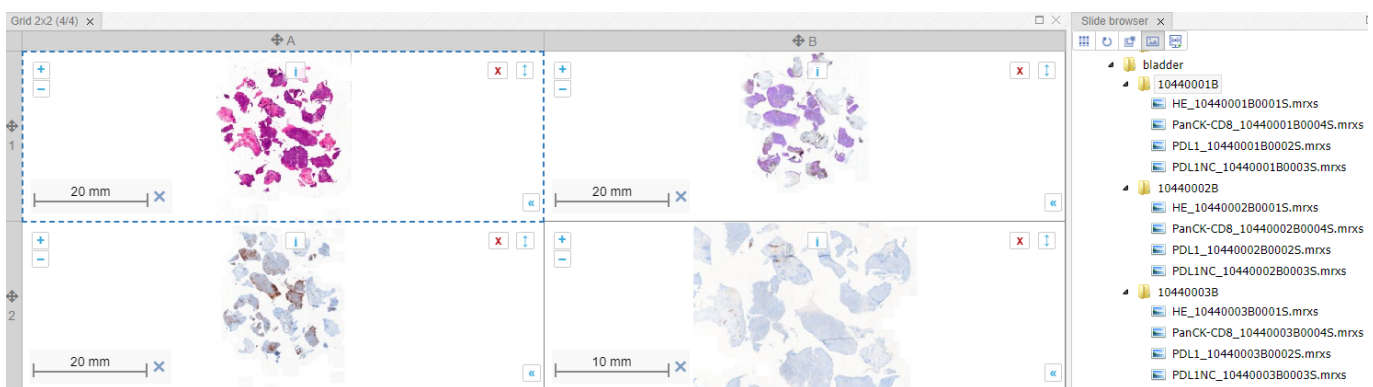 Grid 2x2 (4/4) x
A
B
1
+
−
i
x
20 mm
«
+
−
i
x
20 mm
«
2
+
−
i
x
20 mm
«
+
−
i
x
10 mm
«
Slide browser x
bladder
10440001B
HE_10440001B0001S.mrxs
PanCK-CD8_10440001B0004S.mrxs
PDL1_10440001B0002S.mrxs
PDL1NC_10440001B0003S.mrxs
10440002B
HE_10440002B0001S.mrxs
PanCK-CD8_10440002B0004S.mrxs
PDL1_10440002B0002S.mrxs
PDL1NC_10440002B0003S.mrxs
10440003B
HE_10440003B0001S.mrxs
PanCK-CD8_10440003B0004S.mrxs
PDL1_10440003B0002S.mrxs
PDL1NC_10440003B0003S.mrxs